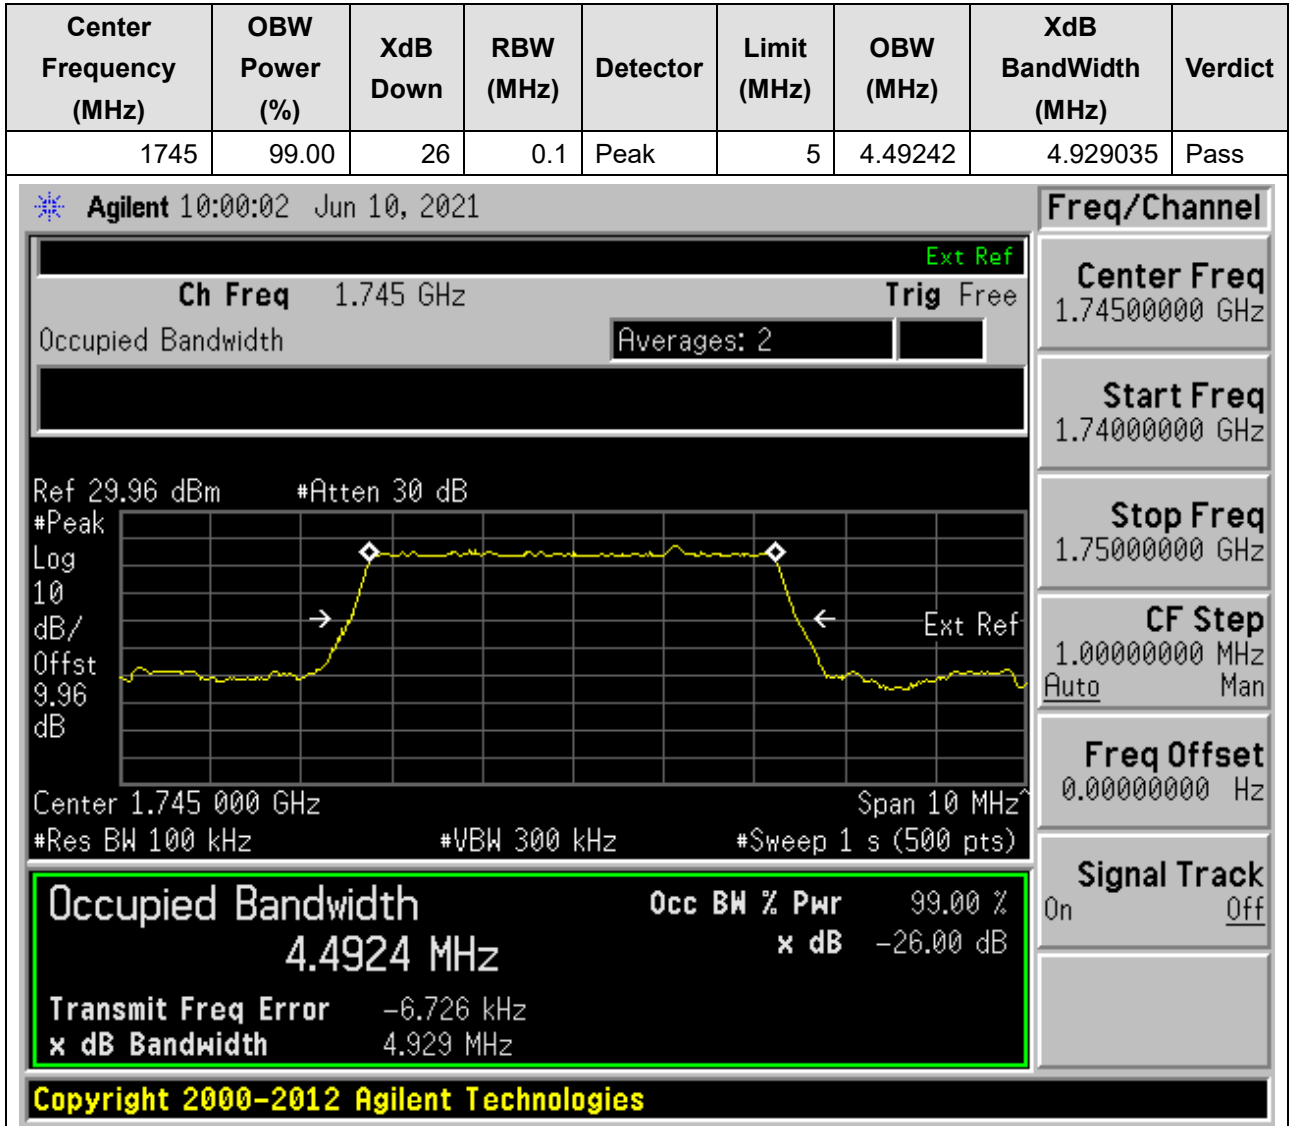 Center Frequency (MHz) OBW Power (%) XdB Down RBW (MHz) Detector Limit (MHz) OBW (MHz) XdB BandWidth (MHz) Verdict
1745 99.00 26 0.1 Peak 5 4.49242 4.929035 Pass
Agilent 10:00:02 Jun 10, 2021
Freq/Channel
Ext Ref
Ch Freq 1.745 GHz Trig Free
Occupied Bandwidth Averages: 2
Center Freq
1.74500000 GHz
Start Freq
1.74000000 GHz
Stop Freq
1.75000000 GHz
CF Step
1.00000000 MHz
Auto Man
Freq Offset
0.00000000 Hz
Signal Track
On Off
Ref 29.96 dBm #Atten 30 dB
#Peak
Log
10
dB/
Offst
9.96
dB
Ext Ref
Center 1.745 000 GHz Span 10 MHz^
#Res BW 100 kHz #VBW 300 kHz #Sweep 1 s (500 pts)
Occupied Bandwidth Occ BW % Pwr 99.00 %
4.4924 MHz x dB -26.00 dB
Transmit Freq Error -6.726 kHz
x dB Bandwidth 4.929 MHz
Copyright 2000-2012 Agilent Technologies